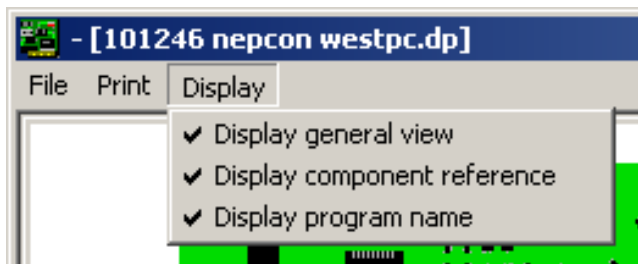 - [101246 nepcon westpc.dp]
File Print Display
✔ Display general view
✔ Display component reference
✔ Display program name